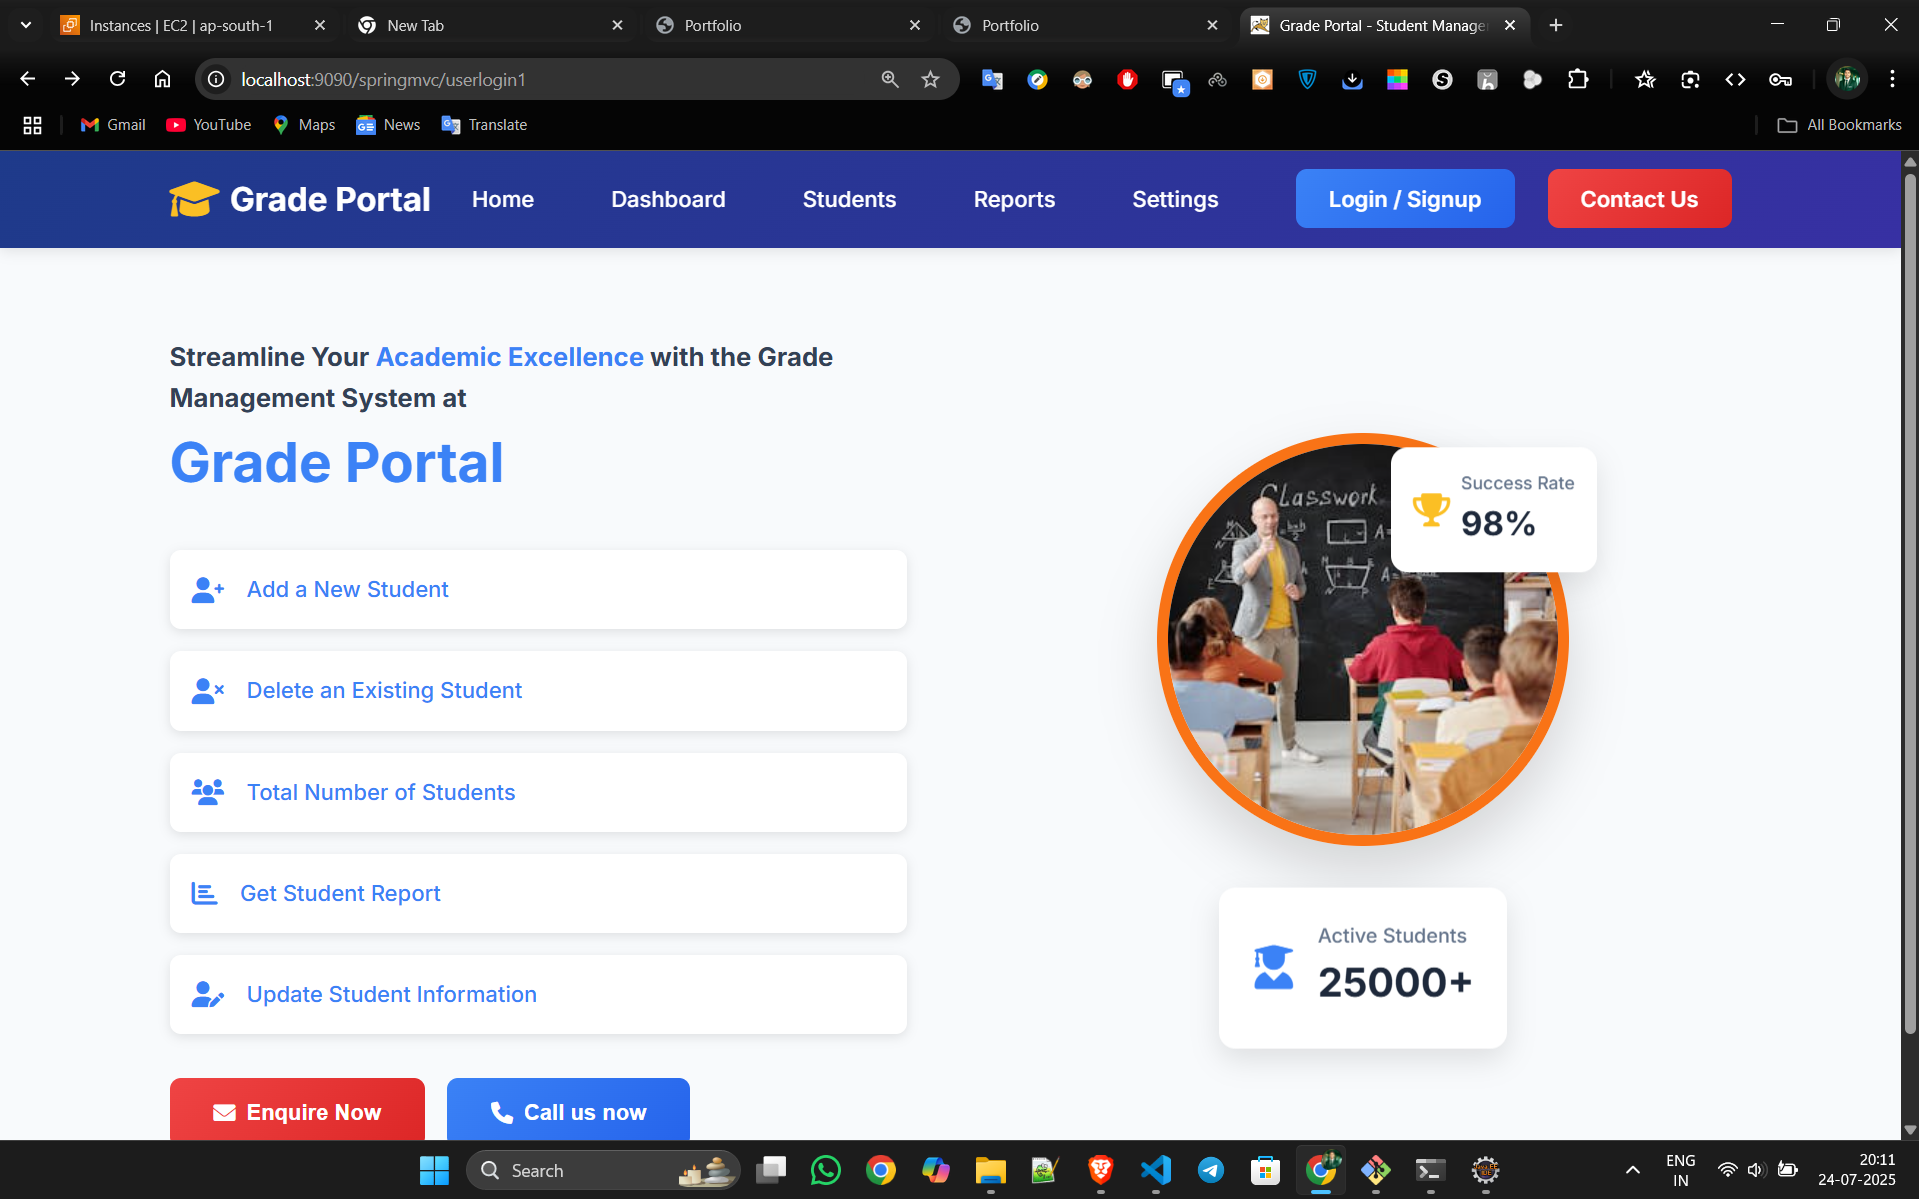 Instances | EC2 | ap-south-1
New Tab
Portfolio
Portfolio
Grade Portal - Student Manage
localhost:9090/springmvc/userlogin1
Gmail
YouTube
Maps
News
Translate
All Bookmarks
Grade Portal
Home
Dashboard
Students
Reports
Settings
Login / Signup
Contact Us
Streamline Your Academic Excellence with the Grade
Management System at
Grade Portal
Add a New Student
Delete an Existing Student
Total Number of Students
Get Student Report
Update Student Information
Enquire Now
Call us now
Classwork
Success Rate
98%
Active Students
25000+
Search
ENG
IN
20:11
24-07-2025